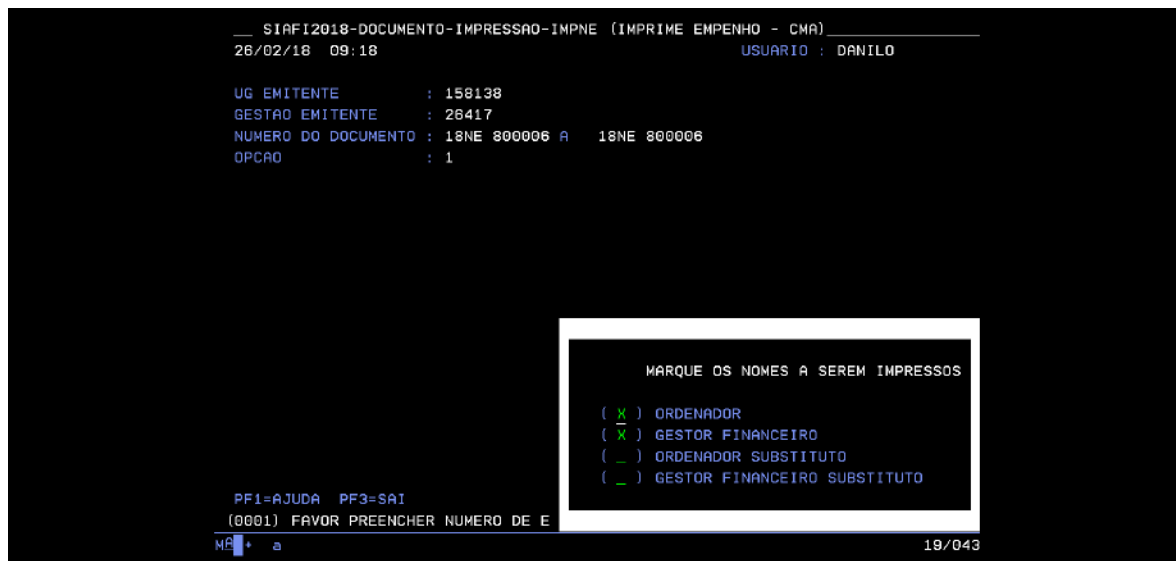 __ SIAFI2018-DOCUMENTO-IMPRESSAO-IMPNE (IMPRIME EMPENHO - CMA)________________
26/02/18 09:18 USUARIO : DANILO
UG EMITENTE : 158138
GESTAO EMITENTE : 26417
NUMERO DO DOCUMENTO : 18NE 800006 A 18NE 800006
OPCAO : 1
MARQUE OS NOMES A SEREM IMPRESSOS
( X ) ORDENADOR
( X ) GESTOR FINANCEIRO
( _ ) ORDENADOR SUBSTITUTO
( _ ) GESTOR FINANCEIRO SUBSTITUTO
PF1=AJUDA PF3=SAI
(0001) FAVOR PREENCHER NUMERO DE E
MA + a 19/043